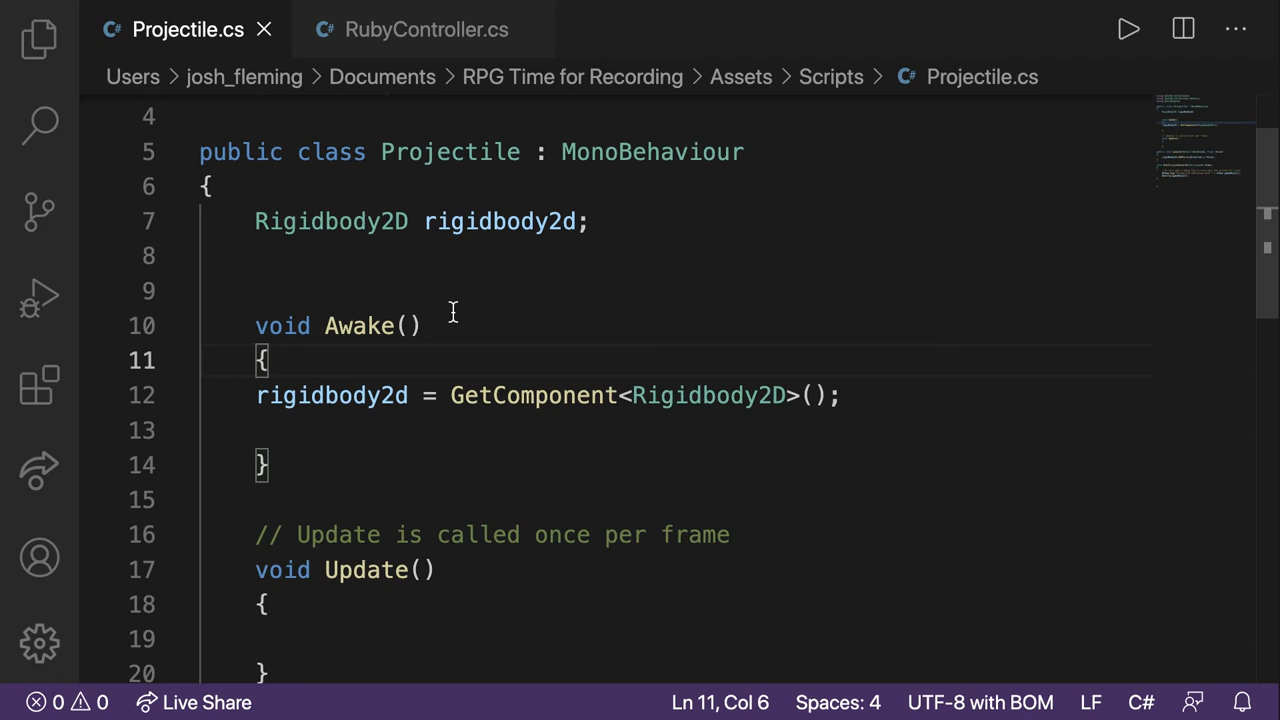 Projectile.cs
RubyController.cs
Users > josh_fleming > Documents > RPG Time for Recording > Assets > Scripts > Projectile.cs
4
5 public class Projectile : MonoBehaviour
6 {
7 Rigidbody2D rigidbody2d;
8
9
10 void Awake()
11 {
12 rigidbody2d = GetComponent<Rigidbody2D>();
13
14 }
15
16 // Update is called once per frame
17 void Update()
18 {
19
20 }
0 0 Live Share Ln 11, Col 6 Spaces: 4 UTF-8 with BOM LF C#